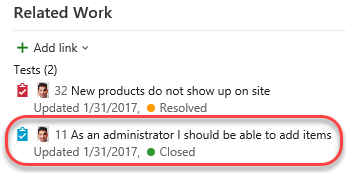 Related Work
+ Add link
Tests (2)
32 New products do not show up on site
Updated 1/31/2017, Resolved
11 As an administrator I should be able to add items
Updated 1/31/2017, Closed